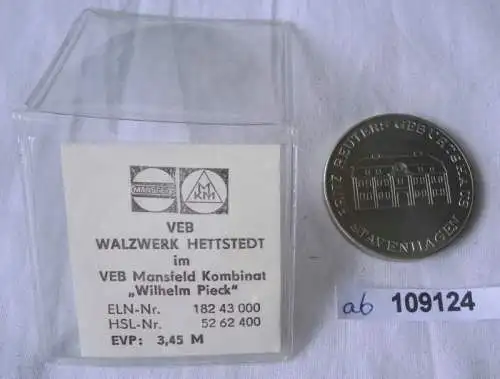 MANSFELD
MKM
VEB
WALZWERK HETTSTEDT
im
VEB Mansfeld Kombinat
„Wilhelm Pieck"
ELN-Nr. 182 43 000
HSL-Nr. 52 62 400
EVP: 3,45 M
FRITZ REUTERS GEBURTSHAUS
STAVENHAGEN
ab 109124